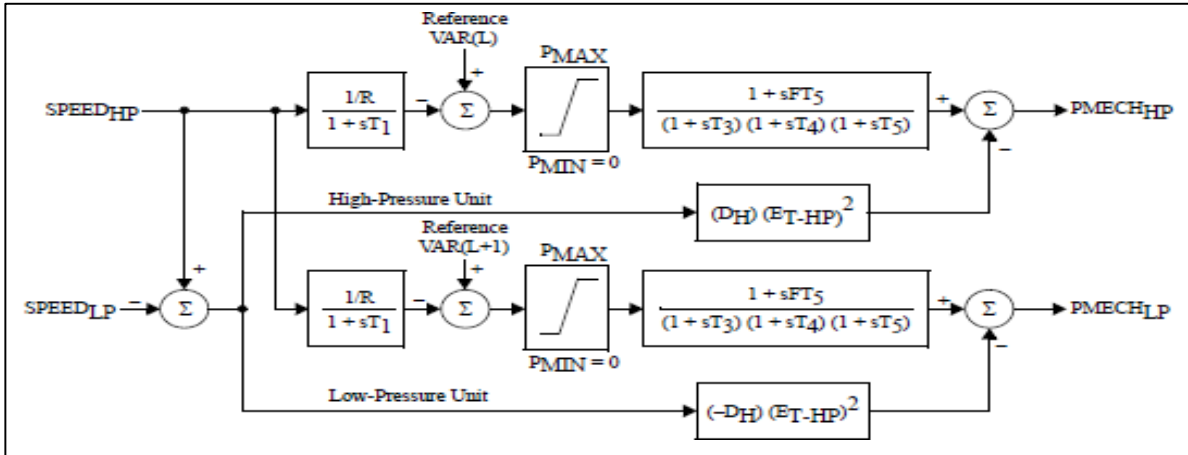 Reference
VAR(L)
PMAX
SPEEDHP
1/R
1 + sT1
+
−
Σ
1 + sFT5
(1 + sT3) (1 + sT4) (1 + sT5)
+
Σ
−
PMECHHP
PMIN = 0
High-Pressure Unit
(DH) (ET-HP)2
Reference
VAR(L+1)
PMAX
+
SPEEDLP
−
Σ
1/R
1 + sT1
+
−
Σ
1 + sFT5
(1 + sT3) (1 + sT4) (1 + sT5)
+
Σ
−
PMECHLP
PMIN = 0
Low-Pressure Unit
(–DH) (ET-HP)2